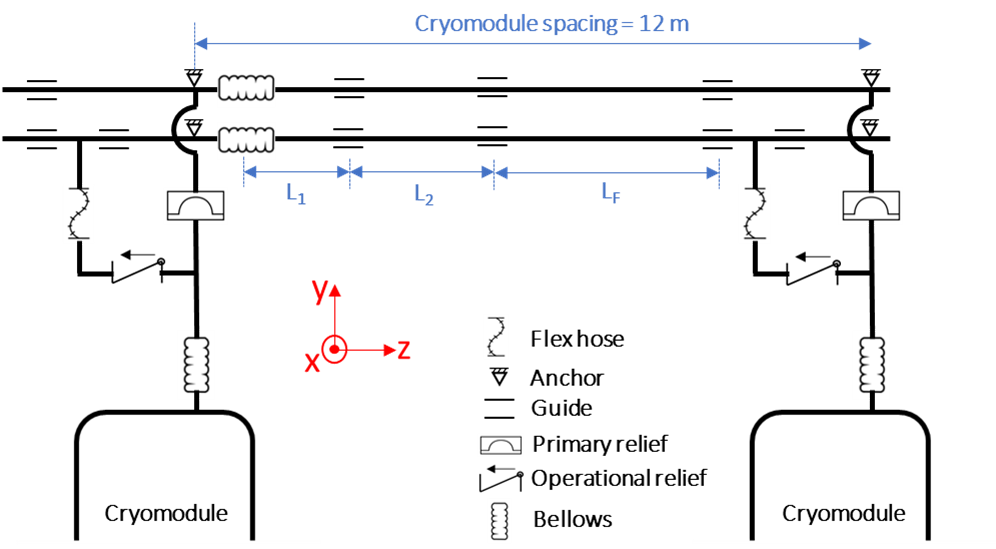 Cryomodule spacing = 12 m
L1
L2
LF
y
x
z
Flex hose
Anchor
Guide
Primary relief
Operational relief
Bellows
Cryomodule
Cryomodule